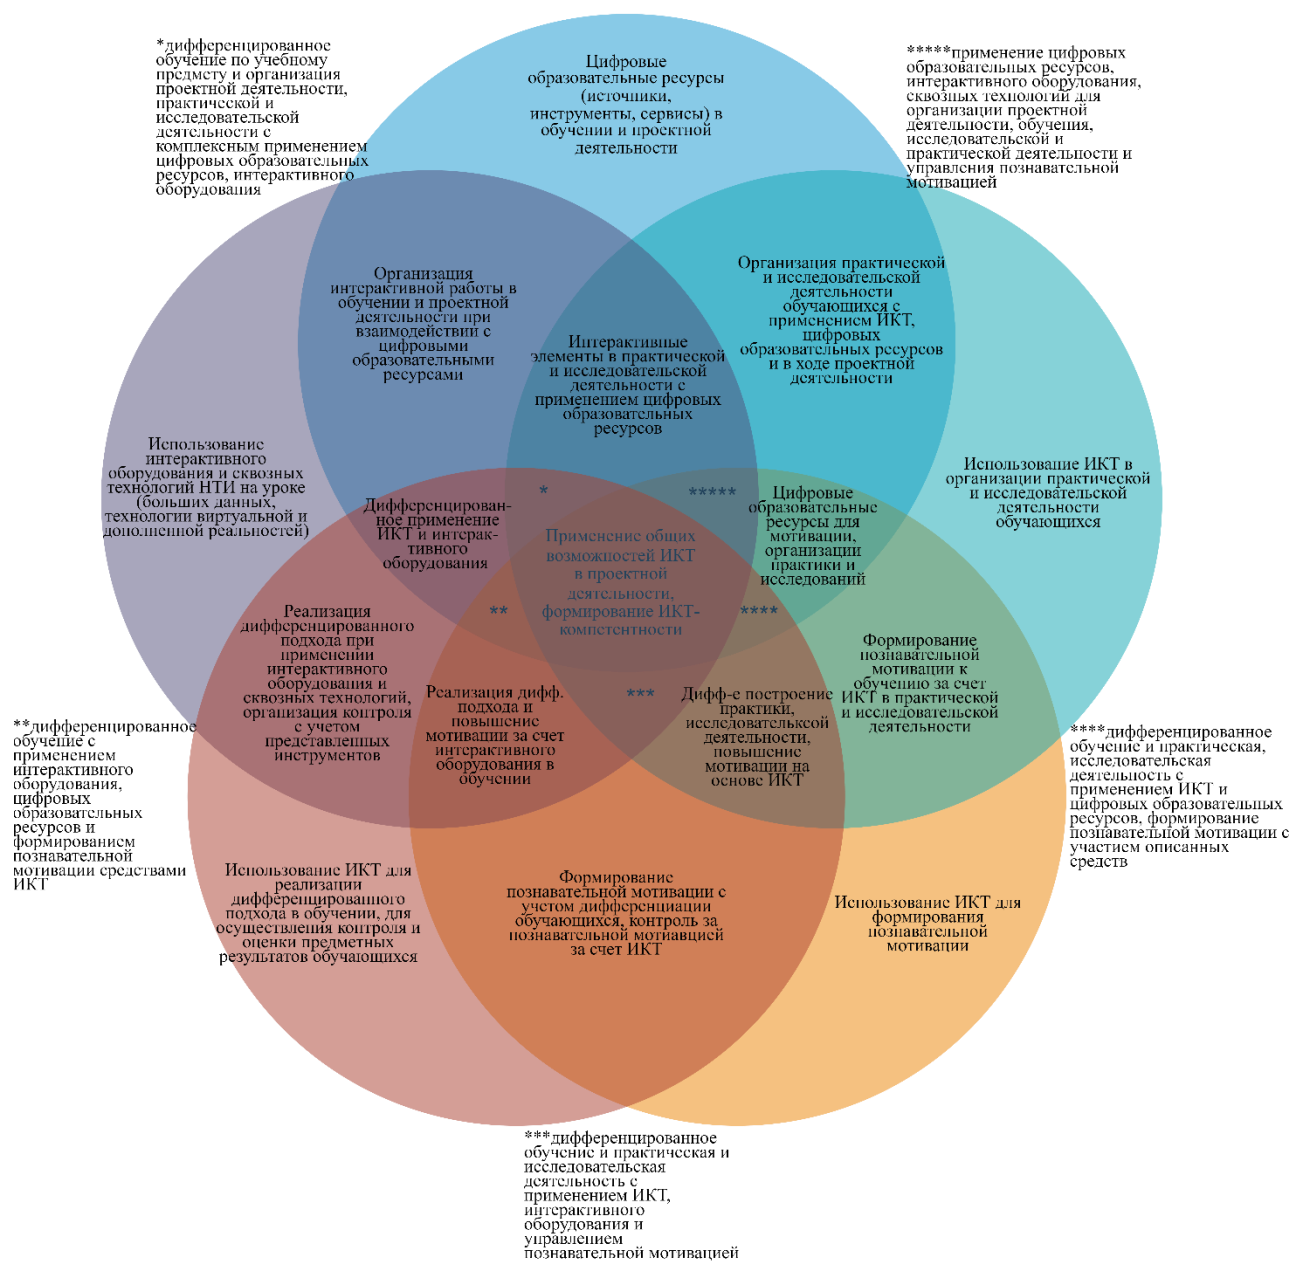 *дифференцированное
обучение по учебному
предмету и организация
проектной деятельности,
практической и
исследовательской
деятельности с
комплексным применением
цифровых образовательных
ресурсов, интерактивного
оборудования
Цифровые
образовательные ресурсы
(источники,
инструменты, сервисы) в
обучении и проектной
деятельности
*****применение цифровых
образовательных ресурсов,
интерактивного оборудования,
сквозных технологий для
организации проектной
деятельности, обучения,
исследовательской и
практической деятельности и
управления познавательной
мотивацией
Организация
интерактивной работы в
обучении и проектной
деятельности при
взаимодействии с
цифровыми
образовательными
ресурсами
Интерактивные
элементы в практической
и исследовательской
деятельности с
применением цифровых
образовательных
ресурсов
Организация практической
и исследовательской
деятельности
обучающихся с
применением ИКТ,
цифровых
образовательных ресурсов
и в ходе проектной
деятельности
Использование
интерактивного
оборудования и сквозных
технологий НТИ на уроке
(больших данных,
технологии виртуальной и
дополненной реальностей)
Дифференцирован-
ное применение
ИКТ и интерак-
тивного
оборудования
*
*****
Цифровые
образовательные
ресурсы для
мотивации,
организации
практики и
исследований
Использование ИКТ в
организации практической
и исследовательской
деятельности
обучающихся
Применение общих
возможностей ИКТ
в проектной
деятельности,
формирование ИКТ-
компетентности
**
****
Реализация
дифференцированного
подхода при
применении
интерактивного
оборудования и
сквозных технологий,
организация контроля
с учетом
представленных
инструментов
Реализация дифф.
подхода и
повышение
мотивации за счет
интерактивного
оборудования в
обучении
***
Дифф-е построение
практики,
исследовательксой
деятельности,
повышение
мотивации на
основе ИКТ
Формирование
познавательной
мотивации к
обучению за счет
ИКТ в практической
и исследовательской
деятельности
**дифференцированное
обучение с
применением
интерактивного
оборудования,
цифровых
образовательных
ресурсов и
формированием
познавательной
мотивации средствами
ИКТ
****дифференцированное
обучение и практическая,
исследовательская
деятельность с
применением ИКТ и
цифровых образовательных
ресурсов, формирование
познавательной мотивации с
участием описанных
средств
Использование ИКТ для
реализации
дифференцированного
подхода в обучении, для
осуществления контроля и
оценки предметных
результатов обучающихся
Формирование
познавательной мотивации с
учетом дифференциации
обучающихся, контроль за
познавательной мотиавцией
за счет ИКТ
Использование ИКТ для
формирования
познавательной
мотивации
***дифференцированное
обучение и практическая и
исследовательская
деятельность с
применением ИКТ,
интерактивного
оборудования и
управлением
познавательной мотивацией